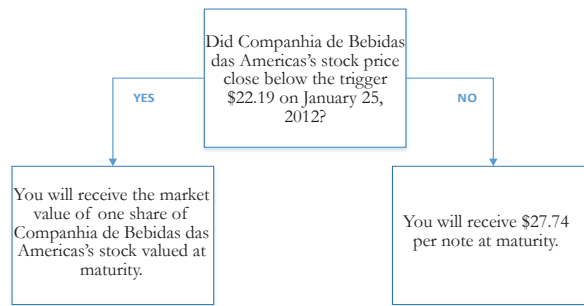 Did Companhia de Bebidas
das Americas's stock price
close below the trigger
$22.19 on January 25,
2012?
YES
NO
You will receive the market
value of one share of
Companhia de Bebidas das
Americas's stock valued at
maturity.
You will receive $27.74
per note at maturity.